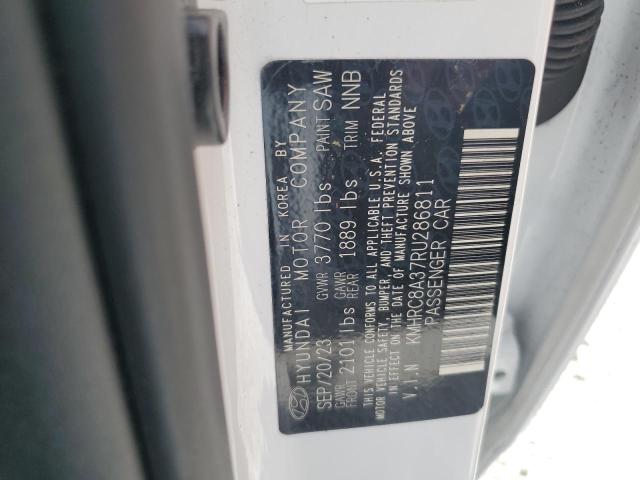 MANUFACTURED IN KOREA BY
HYUNDAI MOTOR COMPANY
SEP/20/23 GVWR 3770 lbs PAINT SAW
GAWR FRONT 2101 lbs GAWR REAR 1889 lbs TRIM NNB
THIS VEHICLE CONFORMS TO ALL APPLICABLE U.S.A. FEDERAL
MOTOR VEHICLE SAFETY, BUMPER, AND THEFT PREVENTION STANDARDS
IN EFFECT ON THE DATE OF MANUFACTURE SHOWN ABOVE
V.I.N KMHRC8A37RU286811
PASSENGER CAR